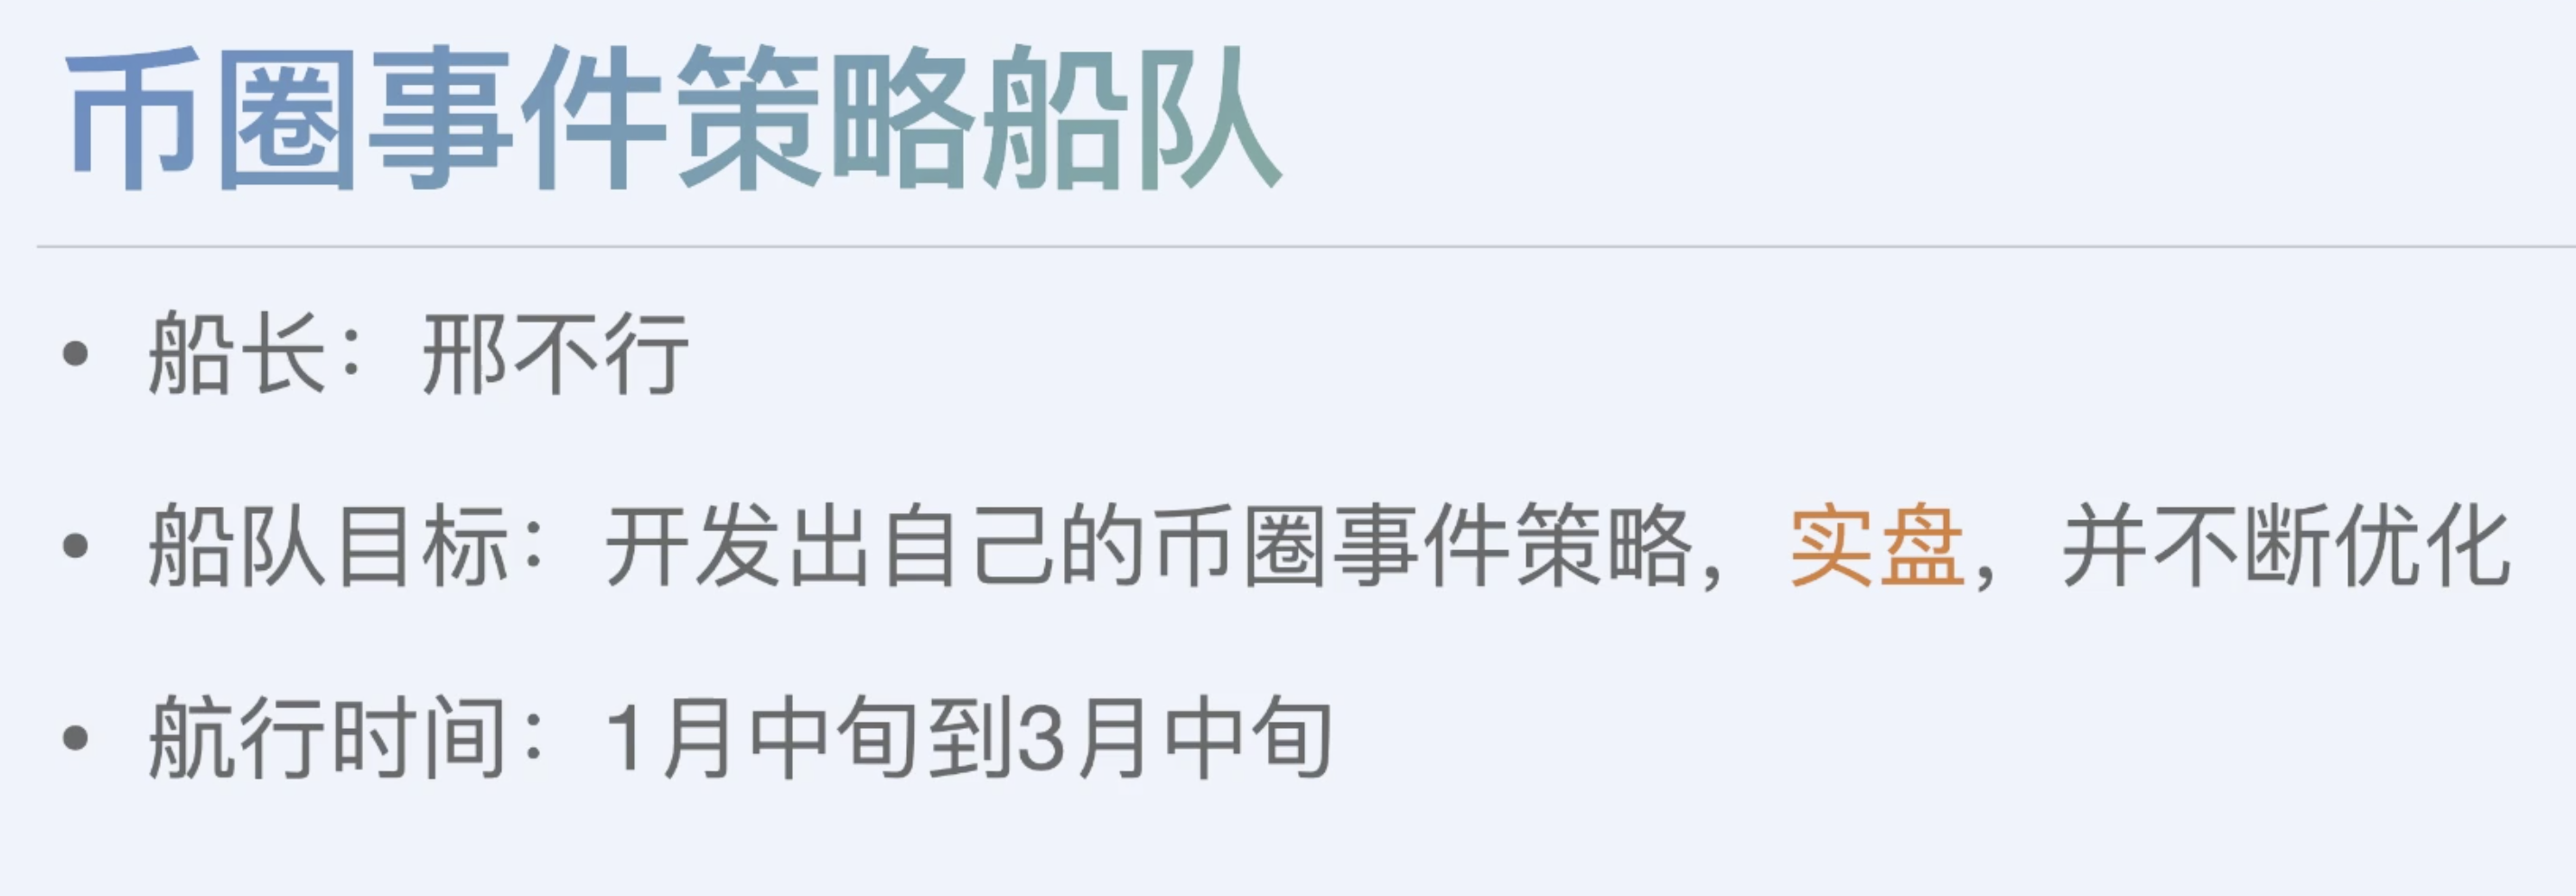 币圈事件策略船队
• 船长：邢不行
• 船队目标：开发出自己的币圈事件策略，实盘，并不断优化
• 航行时间：1月中旬到3月中旬